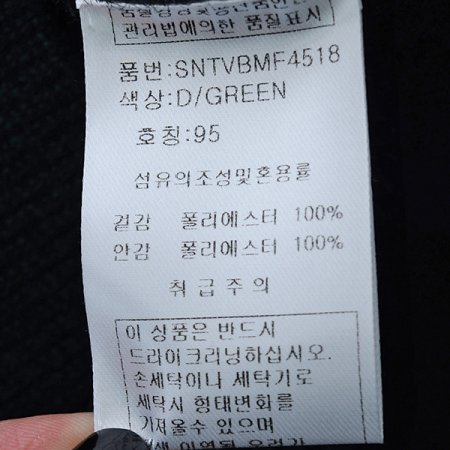 관리법에의한 품질표시
품번:SNTVBMF4518
색상:D/GREEN
호칭:95
섬유의조성및혼용률
겉감 폴리에스터 100%
안감 폴리에스터 100%
취급주의
이 상품은 반드시
드라이크리닝하십시오.
손세탁이나 세탁기로
세탁시 형태변화를
가져올수 있으며